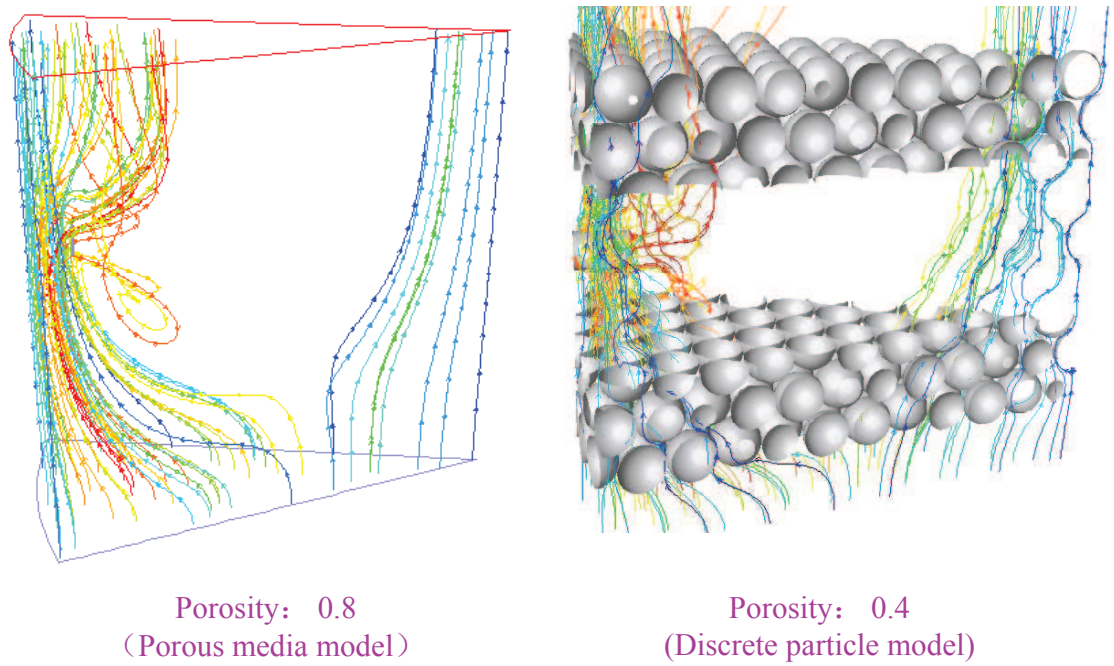 Porosity： 0.8
（Porous media model）
Porosity： 0.4
(Discrete particle model)